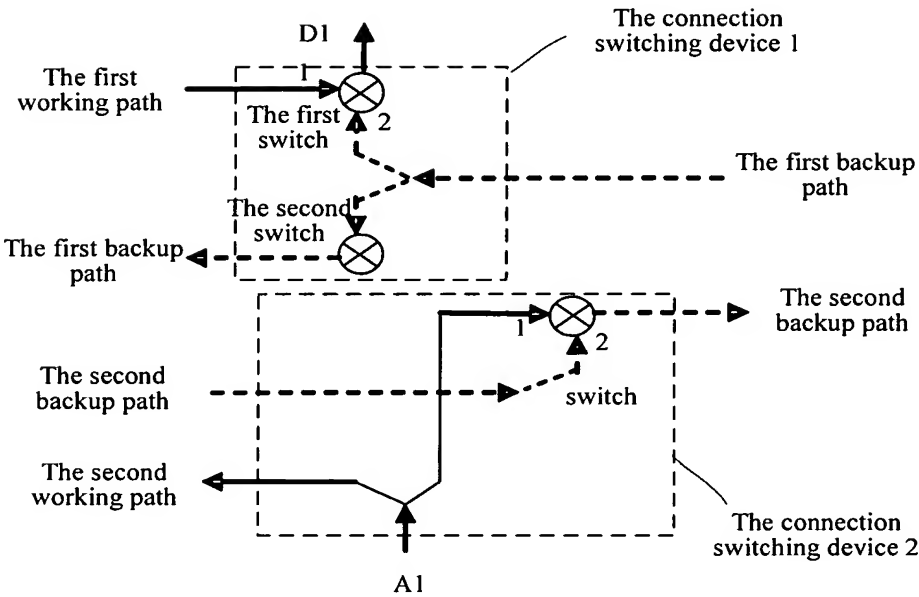 The connection
switching device 1
D1
The first
working path
1
The first
switch
2
The first backup
path
The second
switch
The first backup
path
The second
backup path
1
2
The second
backup path
switch
The second
working path
The connection
switching device 2
A1